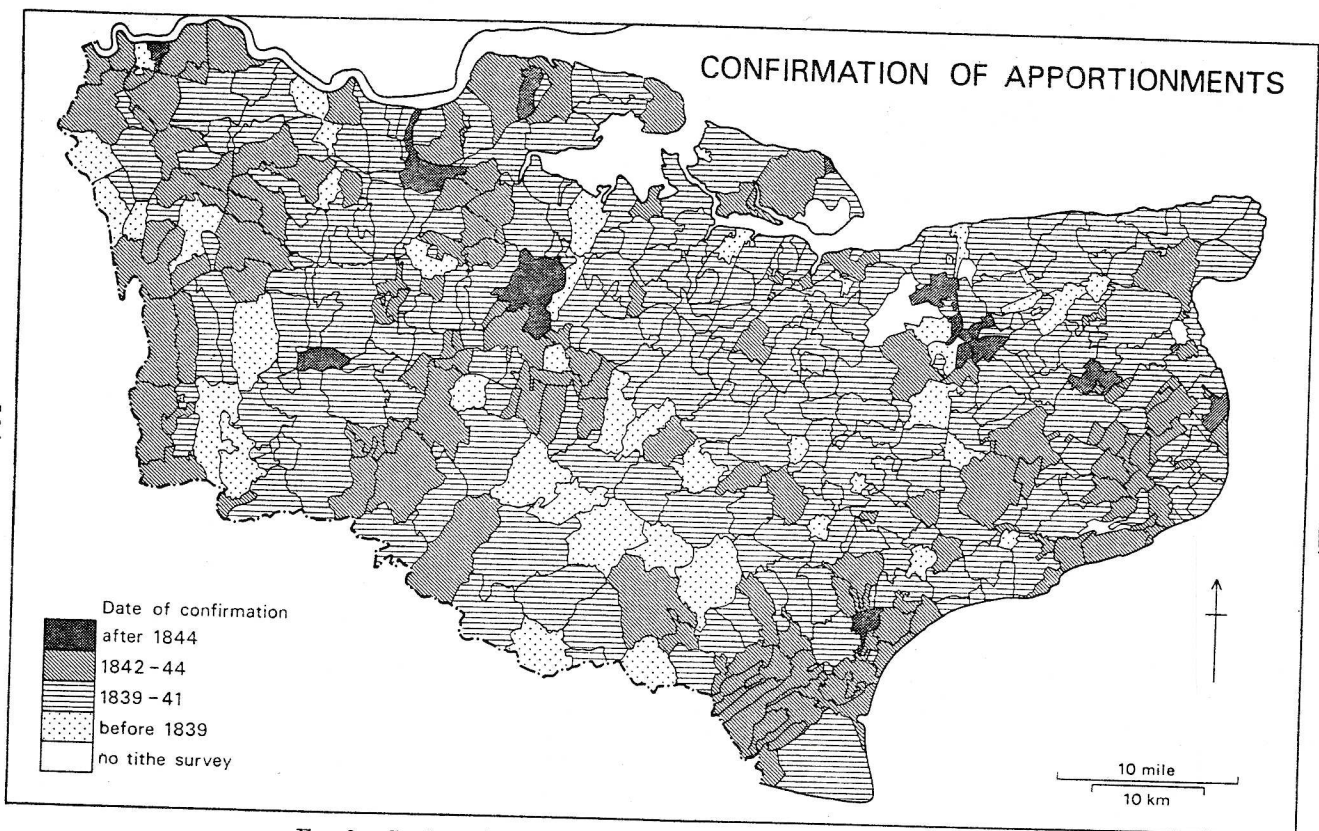 CONFIRMATION OF APPORTIONMENTS
Date of confirmation
after 1844
1842-44
1839-41
before 1839
no tithe survey
10 mile
10 km